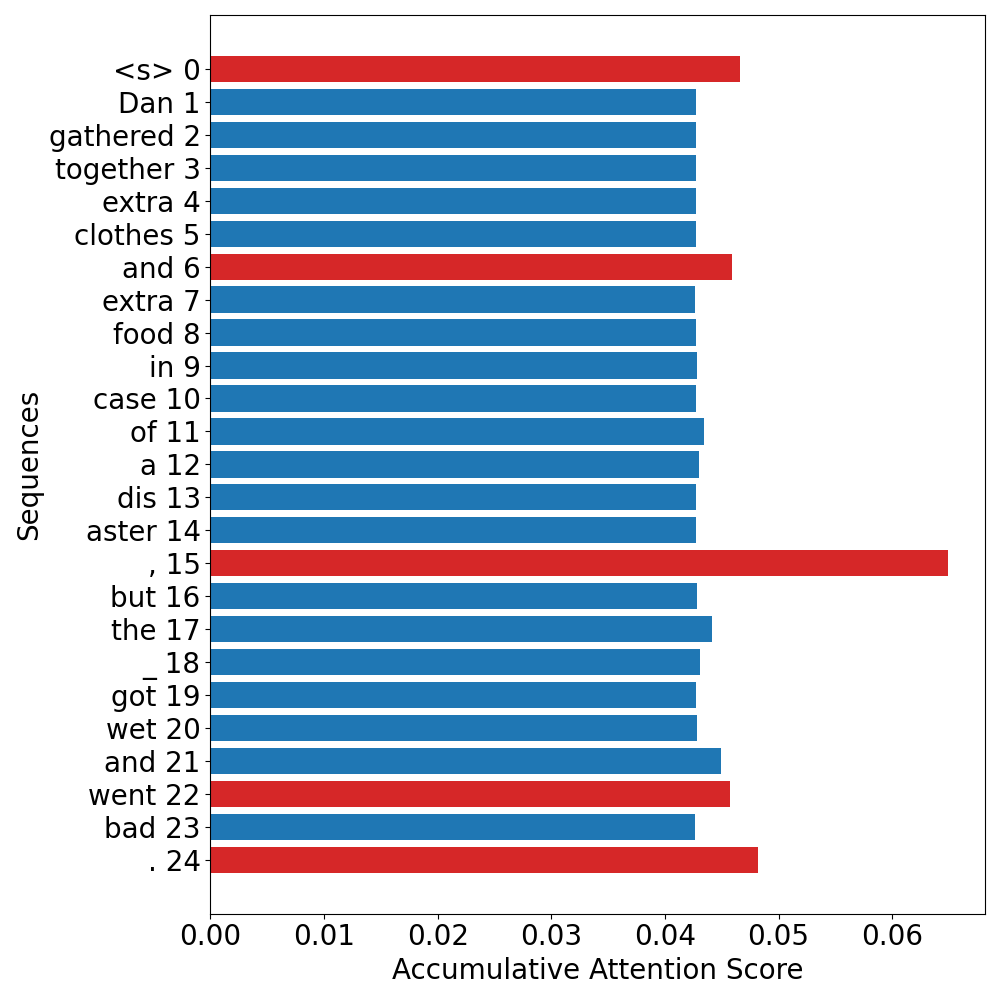 <s> 0
Dan 1
gathered 2
together 3
extra 4
clothes 5
and 6
extra 7
food 8
in 9
case 10
of 11
a 12
dis 13
aster 14
, 15
but 16
the 17
_ 18
got 19
wet 20
and 21
went 22
bad 23
. 24
Sequences
0.00 0.01 0.02 0.03 0.04 0.05 0.06
Accumulative Attention Score